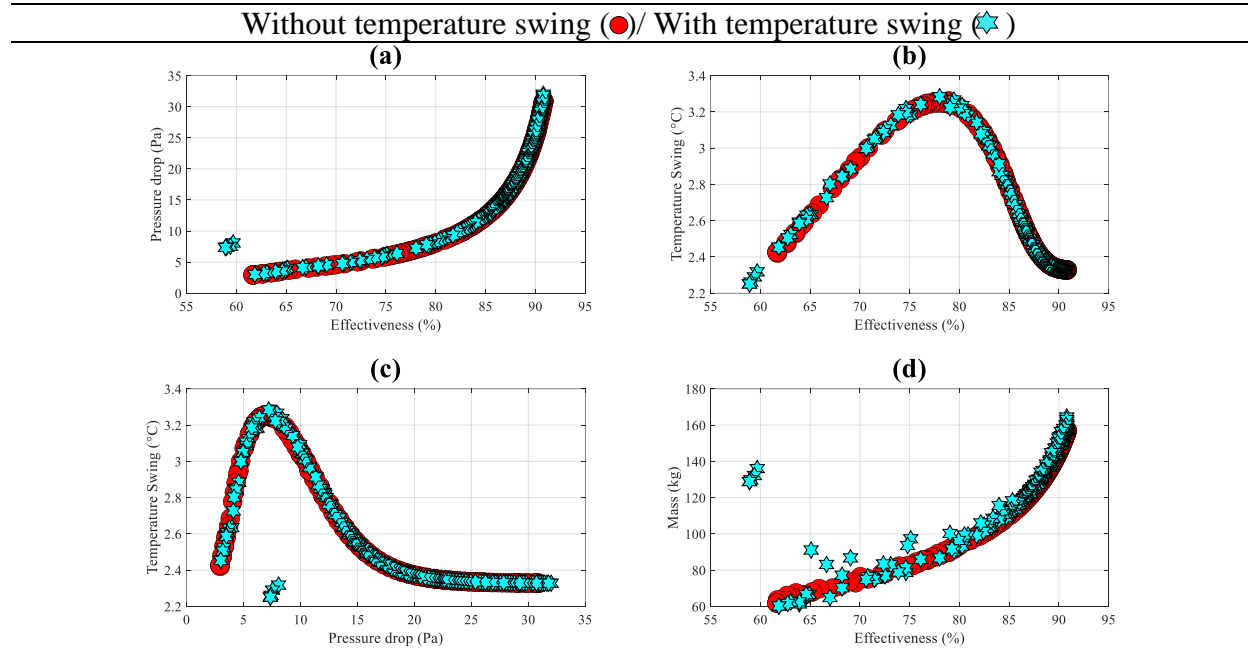 Without temperature swing ( )/ With temperature swing ( )
(a)
35
30
25
20
15
10
5
0
Pressure drop (Pa)
55 60 65 70 75 80 85 90 95
Effectiveness (%)
(b)
3.4
3.2
3
2.8
2.6
2.4
2.2
Temperature Swing (°C)
55 60 65 70 75 80 85 90 95
Effectiveness (%)
(c)
3.4
3.2
3
2.8
2.6
2.4
2.2
Temperature Swing (°C)
0 5 10 15 20 25 30 35
Pressure drop (Pa)
(d)
180
160
140
120
100
80
60
Mass (kg)
55 60 65 70 75 80 85 90 95
Effectiveness (%)